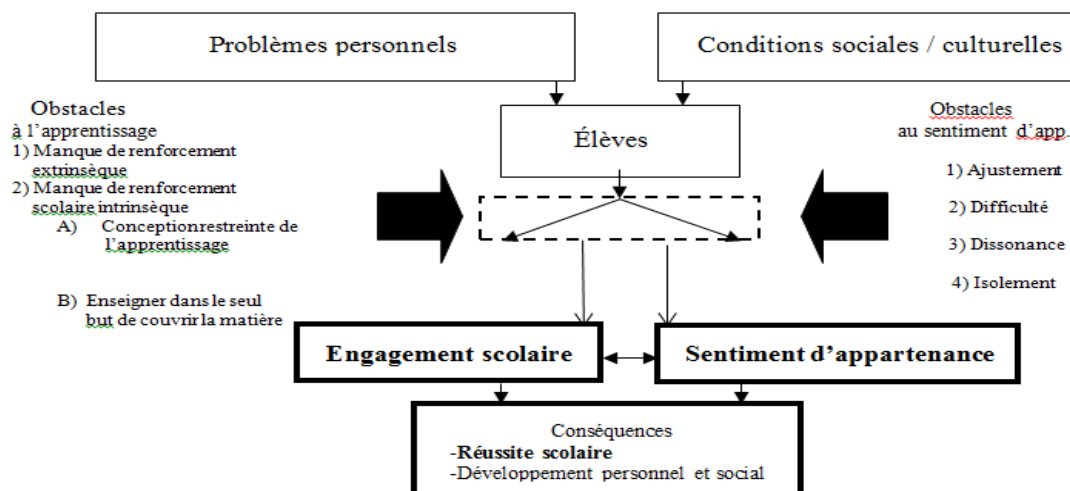 Problèmes personnels
Conditions sociales / culturelles
Obstacles
à l'apprentissage
1) Manque de renforcement
extrinsèque
2) Manque de renforcement
scolaire intrinsèque
A) Conception restreinte de
l'apprentissage
B) Enseigner dans le seul
but de couvrir la matière
Élèves
Obstacles
au sentiment d'app.
1) Ajustement
2) Difficulté
3) Dissonance
4) Isolement
Engagement scolaire
Sentiment d'appartenance
Conséquences
-Réussite scolaire
-Développement personnel et social